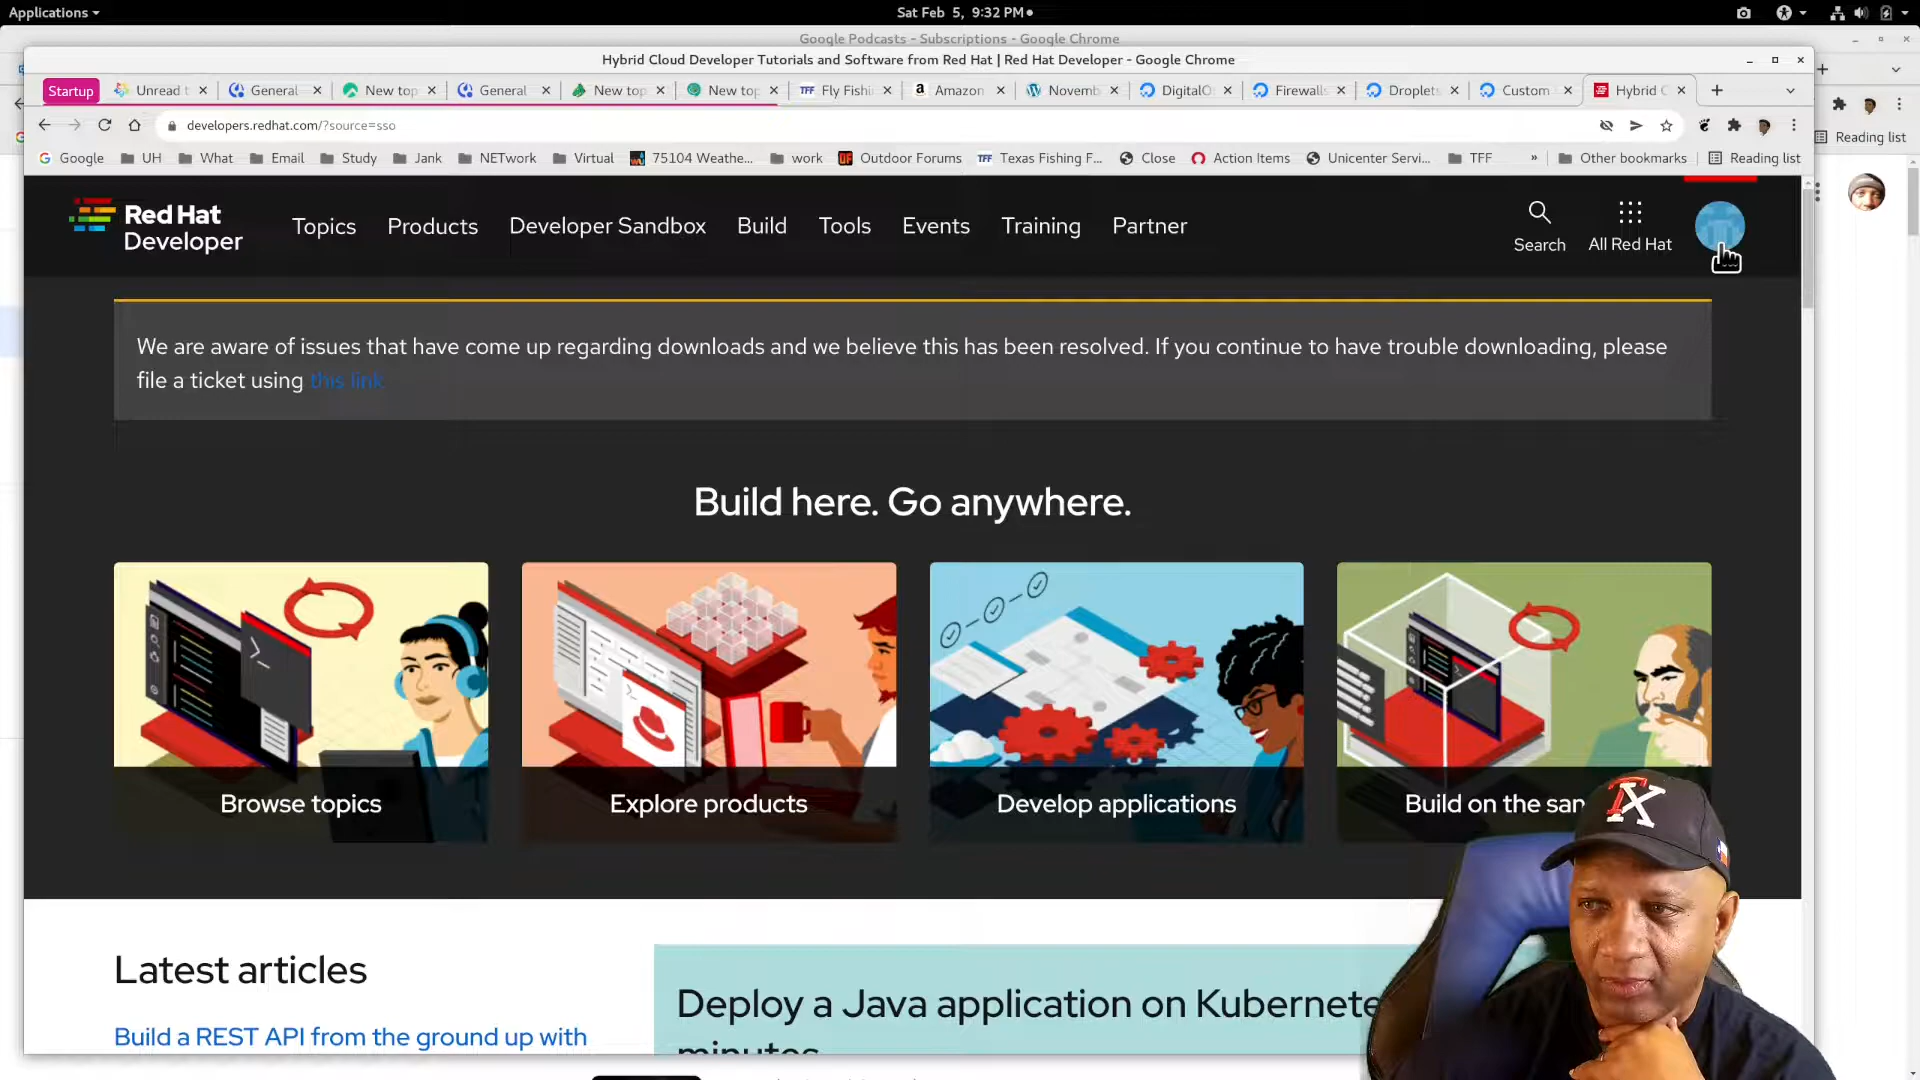 Applications
Sat Feb 5, 9:32 PM
Google Podcasts - Subscriptions - Google Chrome
Hybrid Cloud Developer Tutorials and Software from Red Hat | Red Hat Developer - Google Chrome
Startup
Unread t
General
New top
General
New top
New top
TFF Fly Fishi
Amazon
Novemb
DigitalO
Firewalls
Droplets
Custom
Hybrid C
developers.redhat.com/?source=sso
Reading list
Google
UH
What
Email
Study
Jank
NETwork
Virtual
75104 Weathe...
work
Outdoor Forums
TFF Texas Fishing F...
Close
Action Items
Unicenter Servi...
TFF
»
Other bookmarks
Reading list
Red Hat
Developer
Topics
Products
Developer Sandbox
Build
Tools
Events
Training
Partner
Search
All Red Hat
We are aware of issues that have come up regarding downloads and we believe this has been resolved. If you continue to have trouble downloading, please
file a ticket using this link
Build here. Go anywhere.
Browse topics
Explore products
Develop applications
Build on the san
TX
Latest articles
Build a REST API from the ground up with
Deploy a Java application on Kubernete
minutes